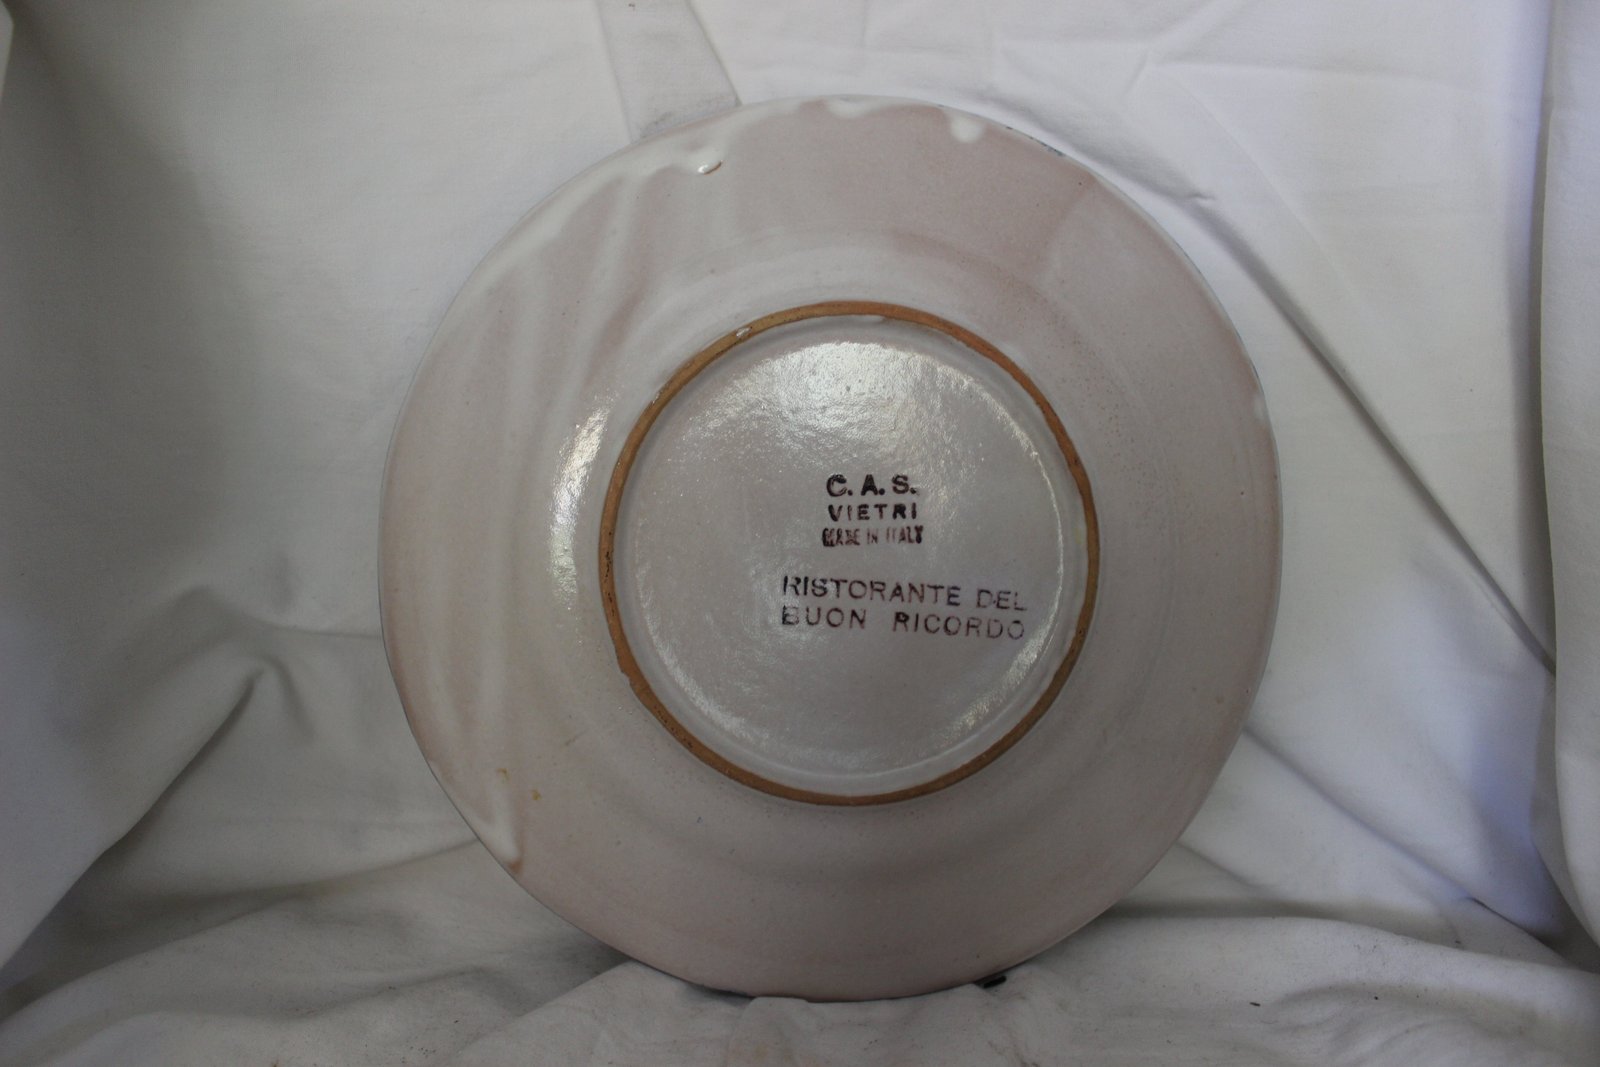 C. A. S.
VIETRI
MADE IN ITALY
RISTORANTE DEL
BUON RICORDO